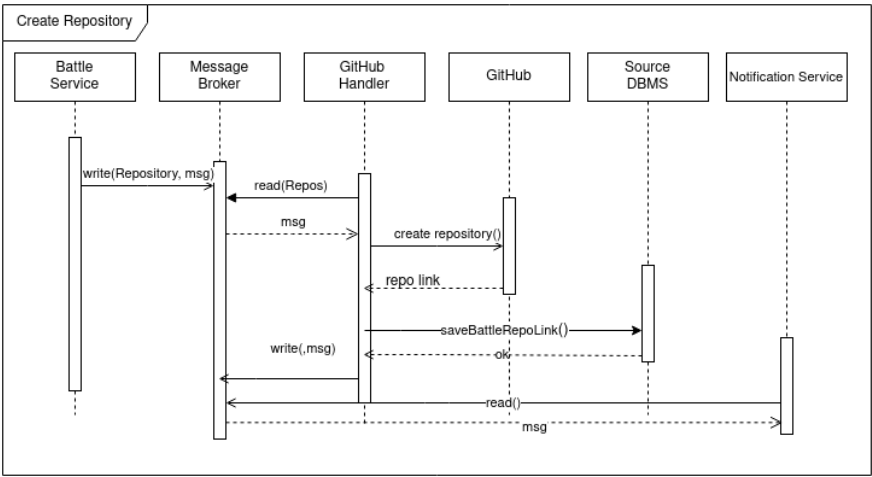 Create Repository
Battle
Service
Message
Broker
GitHub
Handler
GitHub
Source
DBMS
Notification Service
write(Repository, msg)
read(Repos)
msg
create repository()
repo link
saveBattleRepoLink()
write(,msg)
ok
read()
msg